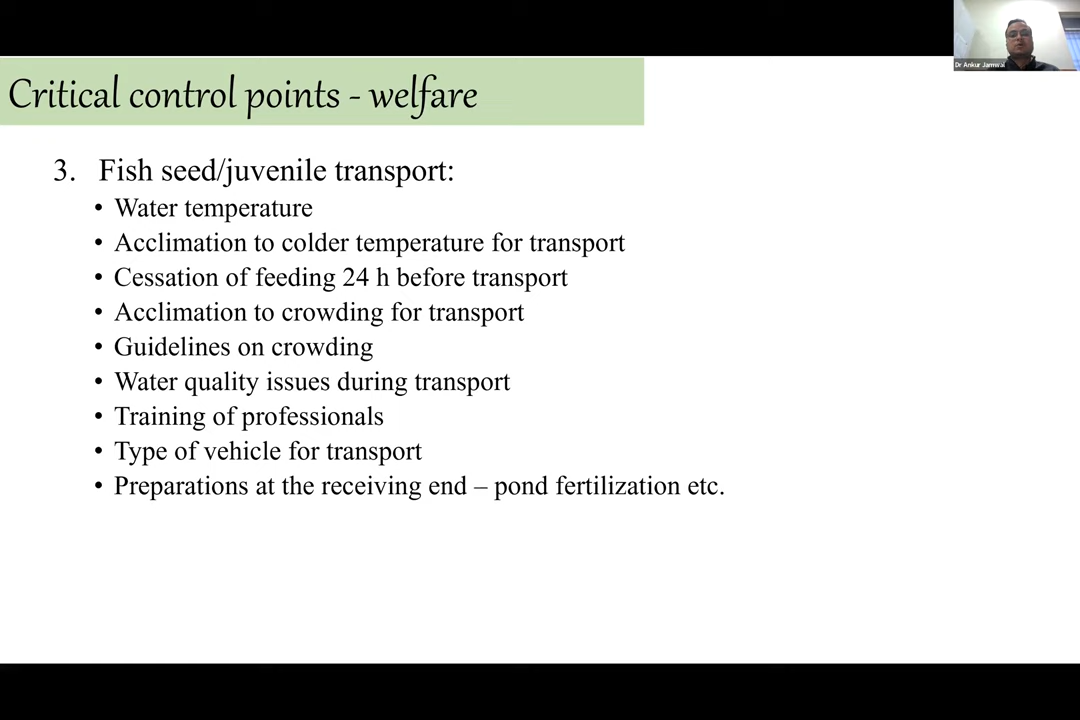 Dr Ankur Jamwal
Critical control points - welfare
3. Fish seed/juvenile transport:
• Water temperature
• Acclimation to colder temperature for transport
• Cessation of feeding 24 h before transport
• Acclimation to crowding for transport
• Guidelines on crowding
• Water quality issues during transport
• Training of professionals
• Type of vehicle for transport
• Preparations at the receiving end – pond fertilization etc.